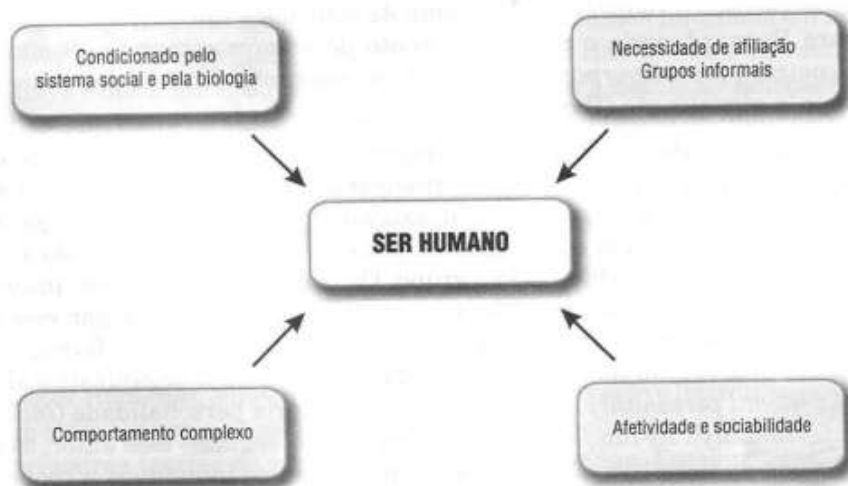 Condicionado pelo
sistema social e pela biologia
Necessidade de afiliação
Grupos informais
SER HUMANO
Comportamento complexo
Afetividade e sociabilidade